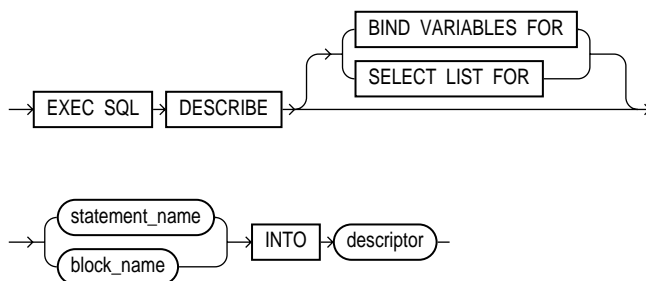 BIND VARIABLES FOR
SELECT LIST FOR
EXEC SQL DESCRIBE
statement_name
INTO descriptor
block_name